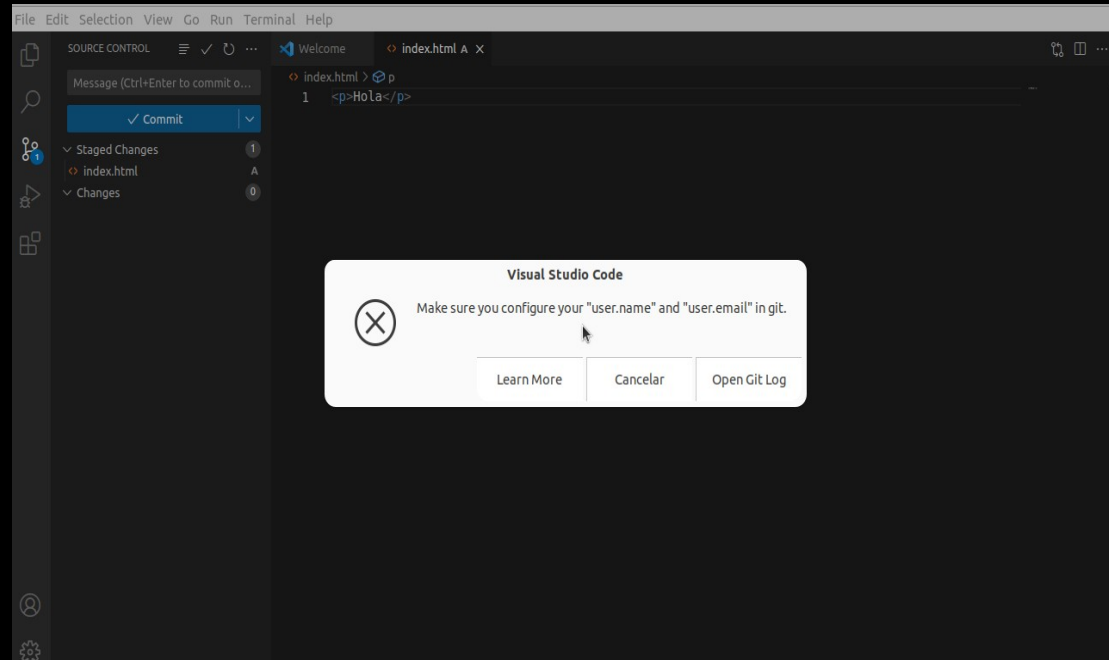 File Edit Selection View Go Run Terminal Help
SOURCE CONTROL
Welcome
index.html A
Message (Ctrl+Enter to commit o...
index.html > p
1 <p>Hola</p>
Commit
Staged Changes 1
1
index.html A
Changes 0
Visual Studio Code
Make sure you configure your "user.name" and "user.email" in git.
Learn More Cancelar Open Git Log